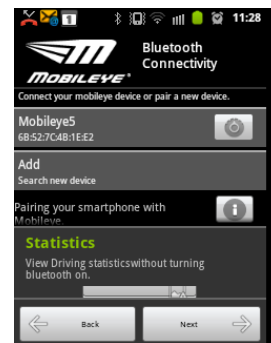 1 11:28
MOBILEYE
Bluetooth
Connectivity
Connect your mobileye device or pair a new device.
Mobileye5
6B:52:7C:4B:1E:E2
Add
Search new device
Pairing your smartphone with
Mobileye.
Statistics
View Driving statisticswithout turning
bluetooth on.
Back Next